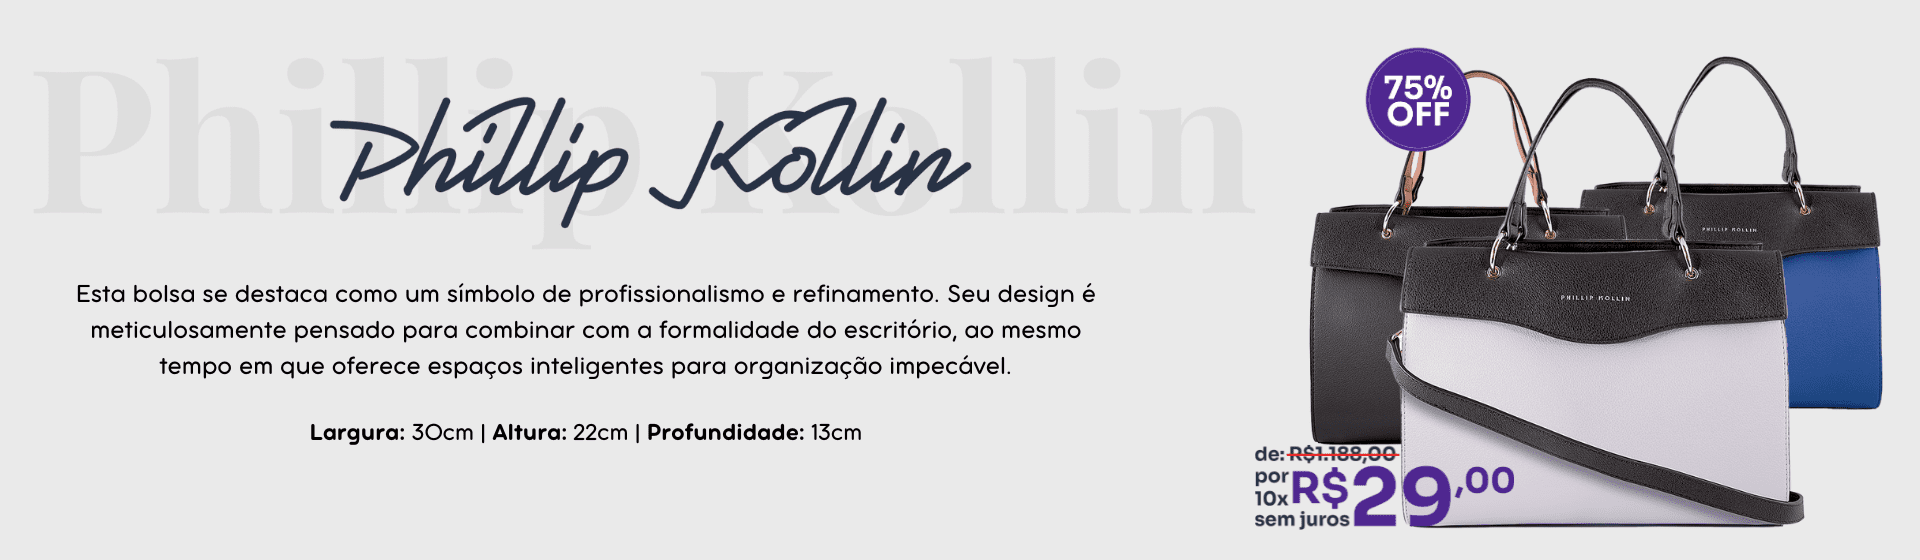 Phillip Kollin
Phillip Kollin
Esta bolsa se destaca como um símbolo de profissionalismo e refinamento. Seu design é
meticulosamente pensado para combinar com a formalidade do escritório, ao mesmo
tempo em que oferece espaços inteligentes para organização impecável.
Largura: 30cm | Altura: 22cm | Profundidade: 13cm
75%
OFF
PHILLIP KOLLIN
PHILLIP KOLLIN
de: R$1.188,00
por
10x R$29,00
sem juros